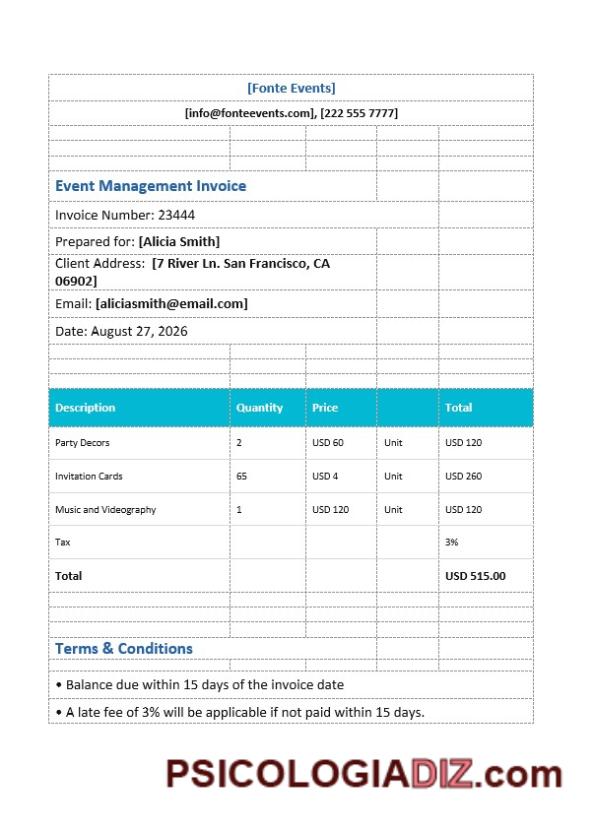 [Fonte Events]
[info@fonteevents.com], [222 555 7777]
Event Management Invoice
Invoice Number: 23444
Prepared for: [Alicia Smith]
Client Address: [7 River Ln. San Francisco, CA
06902]
Email: [aliciasmith@email.com]
Date: August 27, 2026
Description Quantity Price Total
Party Decors 2 USD 60 Unit USD 120
Invitation Cards 65 USD 4 Unit USD 260
Music and Videography 1 USD 120 Unit USD 120
Tax 3%
Total USD 515.00
Terms & Conditions
• Balance due within 15 days of the invoice date
• A late fee of 3% will be applicable if not paid within 15 days.
PSICOLOGIADIZ.com